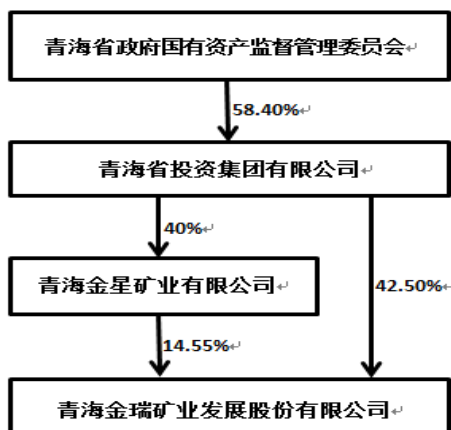 青海省政府国有资产监督管理委员会
58.40%
青海省投资集团有限公司
40%
青海金星矿业有限公司
42.50%
14.55%
青海金瑞矿业发展股份有限公司